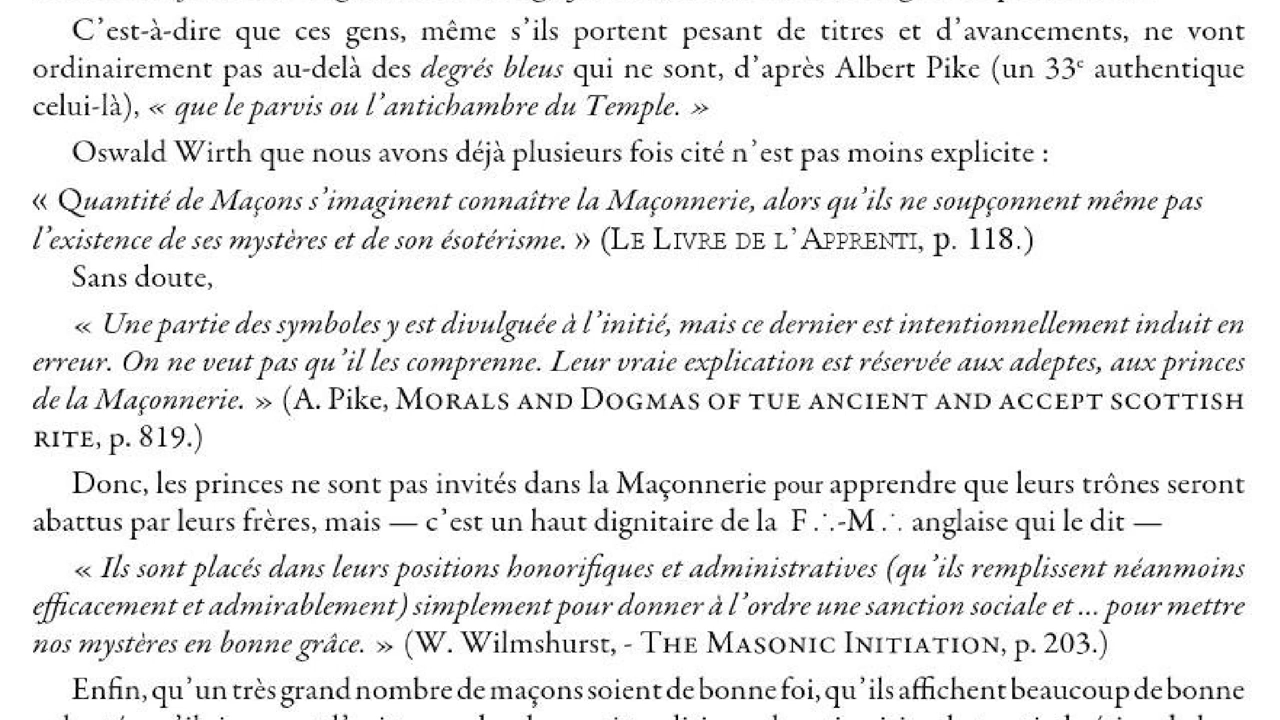 C’est-à-dire que ces gens, même s’ils portent pesant de titres et d’avancements, ne vont
ordinairement pas au-delà des degrés bleus qui ne sont, d’après Albert Pike (un 33e authentique
celui-là), « que le parvis ou l’antichambre du Temple. »
Oswald Wirth que nous avons déjà plusieurs fois cité n’est pas moins explicite :
« Quantité de Maçons s’imaginent connaître la Maçonnerie, alors qu’ils ne soupçonnent même pas
l’existence de ses mystères et de son ésotérisme. » (LE LIVRE DE L’APPRENTI, p. 118.)
Sans doute,
« Une partie des symboles y est divulguée à l’initié, mais ce dernier est intentionnellement induit en
erreur. On ne veut pas qu’il les comprenne. Leur vraie explication est réservée aux adeptes, aux princes
de la Maçonnerie. » (A. Pike, MORALS AND DOGMAS OF TUE ANCIENT AND ACCEPT SCOTTISH
RITE, p. 819.)
Donc, les princes ne sont pas invités dans la Maçonnerie pour apprendre que leurs trônes seront
abattus par leurs frères, mais — c’est un haut dignitaire de la F∴-M∴ anglaise qui le dit —
« Ils sont placés dans leurs positions honorifiques et administratives (qu’ils remplissent néanmoins
efficacement et admirablement) simplement pour donner à l’ordre une sanction sociale et ... pour mettre
nos mystères en bonne grâce. » (W. Wilmshurst, - THE MASONIC INITIATION, p. 203.)
Enfin, qu’un très grand nombre de maçons soient de bonne foi, qu’ils affichent beaucoup de bonne